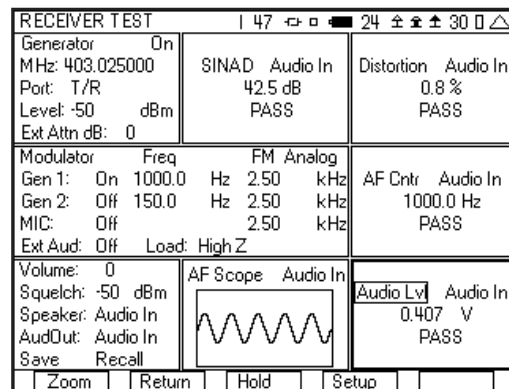 RECEIVER TEST 47 24 30
Generator On
MHz: 403.025000
Port: T/R
Level: -50 dBm
Ext Attn dB: 0
SINAD Audio In
42.5 dB
PASS
Distortion Audio In
0.8 %
PASS
Modulator Freq FM Analog
Gen 1: On 1000.0 Hz 2.50 kHz
Gen 2: Off 150.0 Hz 2.50 kHz
MIC: Off 2.50 kHz
Ext Aud: Off Load: High Z
AF Cntr Audio In
1000.0 Hz
PASS
Volume: 0
Squelch: -50 dBm
Speaker: Audio In
AudOut: Audio In
Save Recall
AF Scope Audio In
Audio Lvl Audio In
0.407 V
PASS
Zoom Return Hold Setup